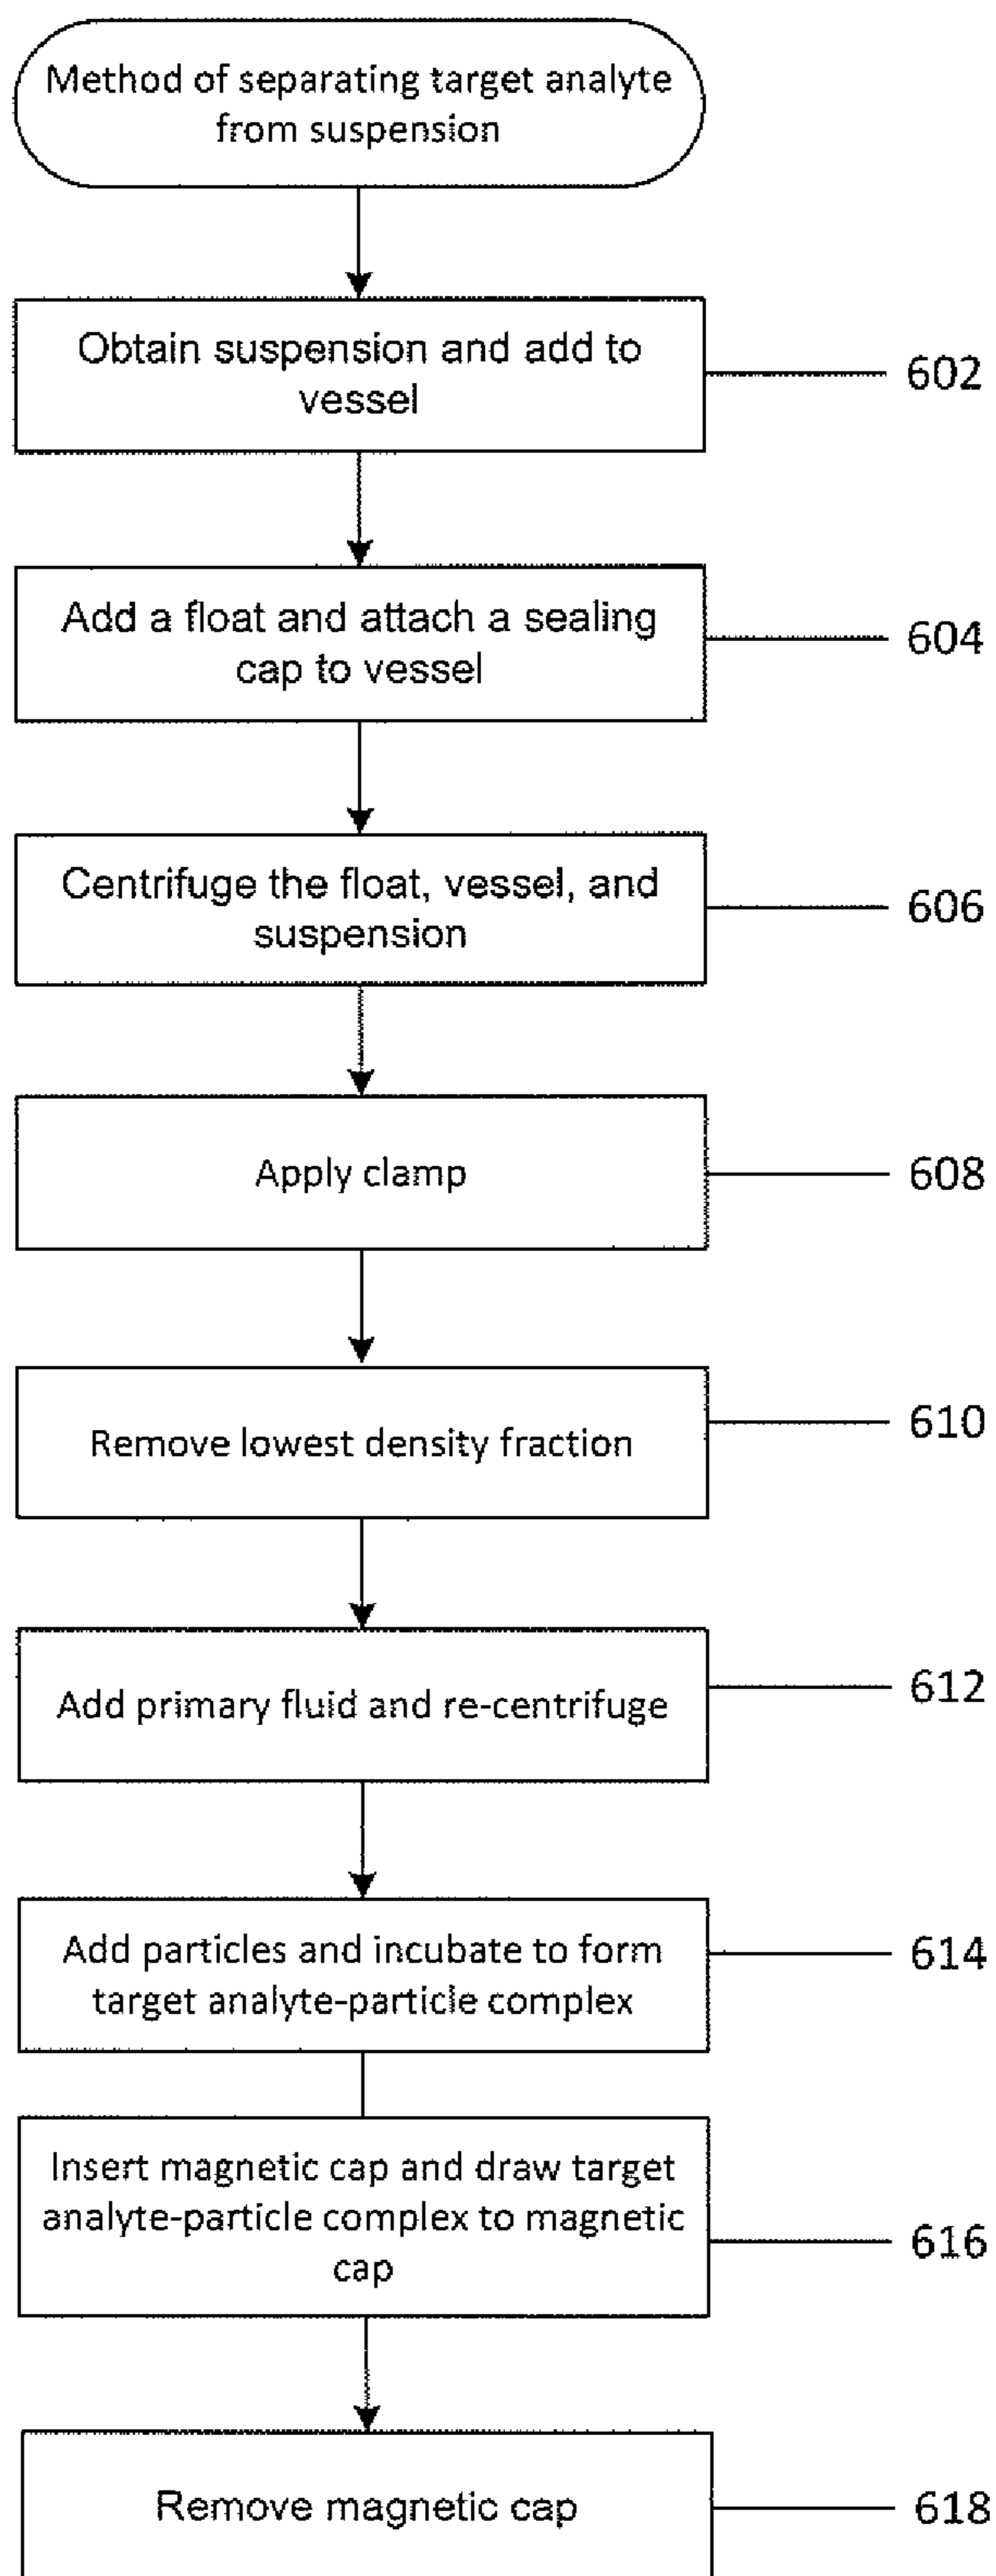 Method of separating target analyte
from suspension
Obtain suspension and add to
vessel
602
Add a float and attach a sealing
cap to vessel
604
Centrifuge the float, vessel, and
suspension
606
Apply clamp
608
Remove lowest density fraction
610
Add primary fluid and re-centrifuge
612
Add particles and incubate to form
target analyte-particle complex
614
Insert magnetic cap and draw target
analyte-particle complex to magnetic
cap
616
Remove magnetic cap
618